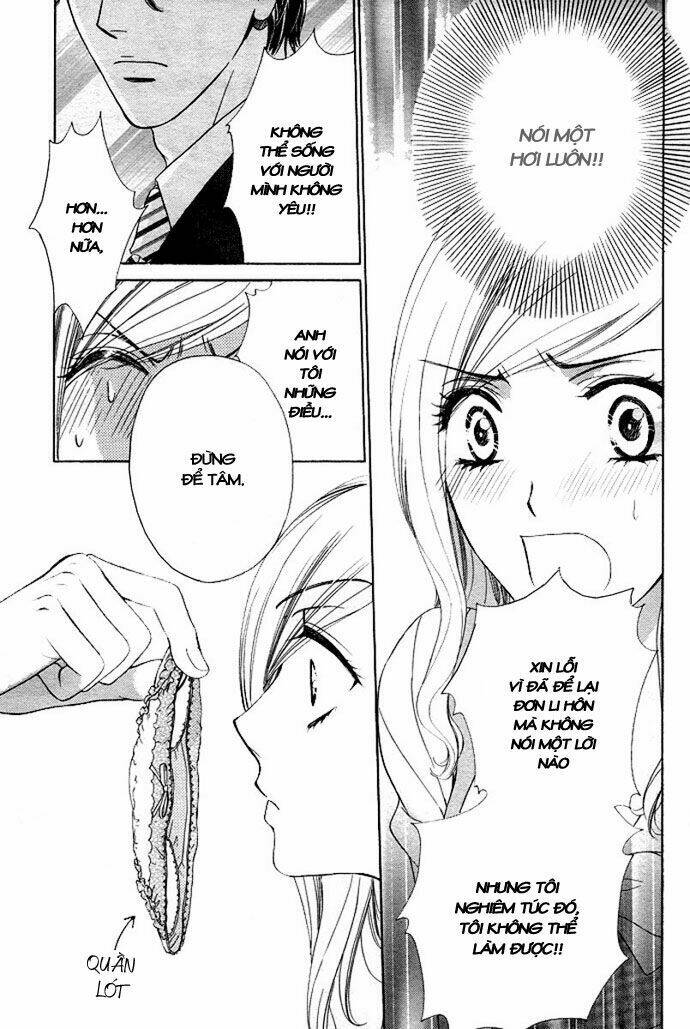 NÓI MỘT
HƠI LUÔN!!
XIN LỖI
VÌ ĐÃ ĐỂ LẠI
ĐƠN LI HÔN
MÀ KHÔNG
NÓI MỘT LỜI
NÀO
NHƯNG TÔI
NGHIÊM TÚC ĐÓ,
TÔI KHÔNG THỂ
LÀM ĐƯỢC!!
KHÔNG
THỂ SỐNG
VỚI NGƯỜI
MÌNH KHÔNG
YÊU!!
HƠN...
HƠN
NỮA,
ANH
NÓI VỚI
TÔI
NHỮNG
ĐIỀU...
ĐỪNG
ĐỂ TÂM.
QUẦN
LÓT